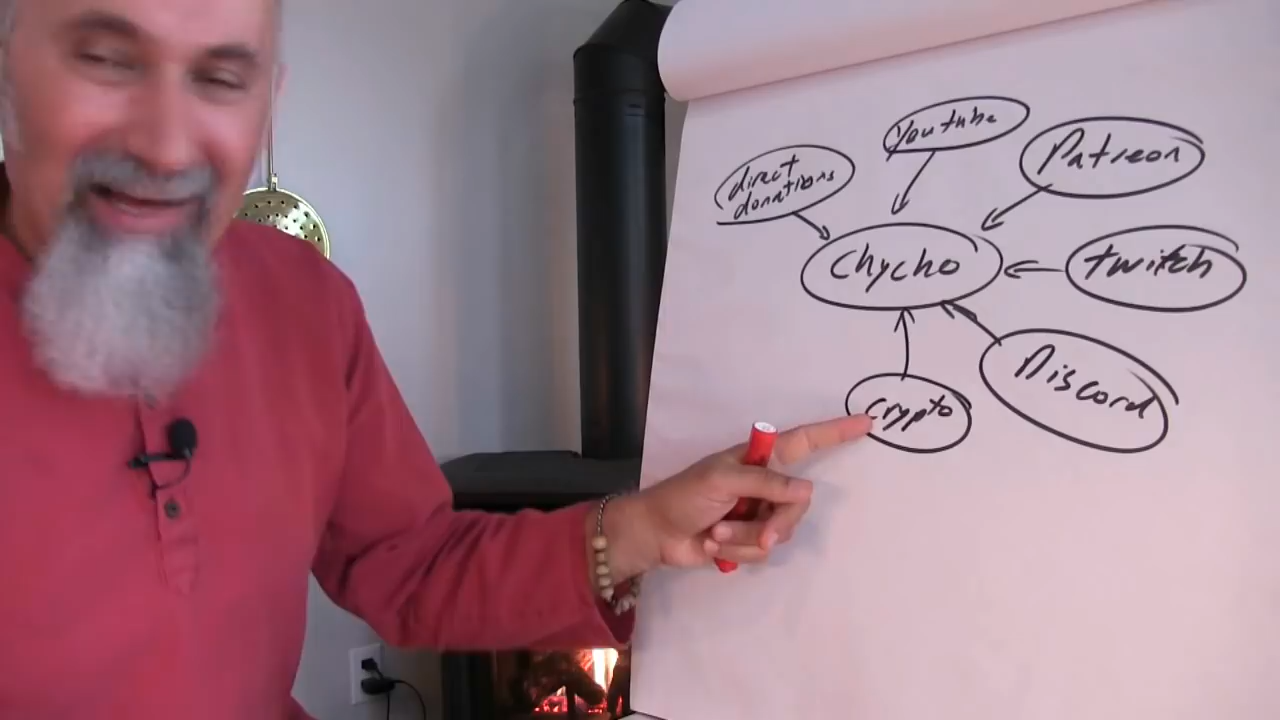 Youtube
Patreon
direct
donations
Chycho
twitch
Discord
crypto